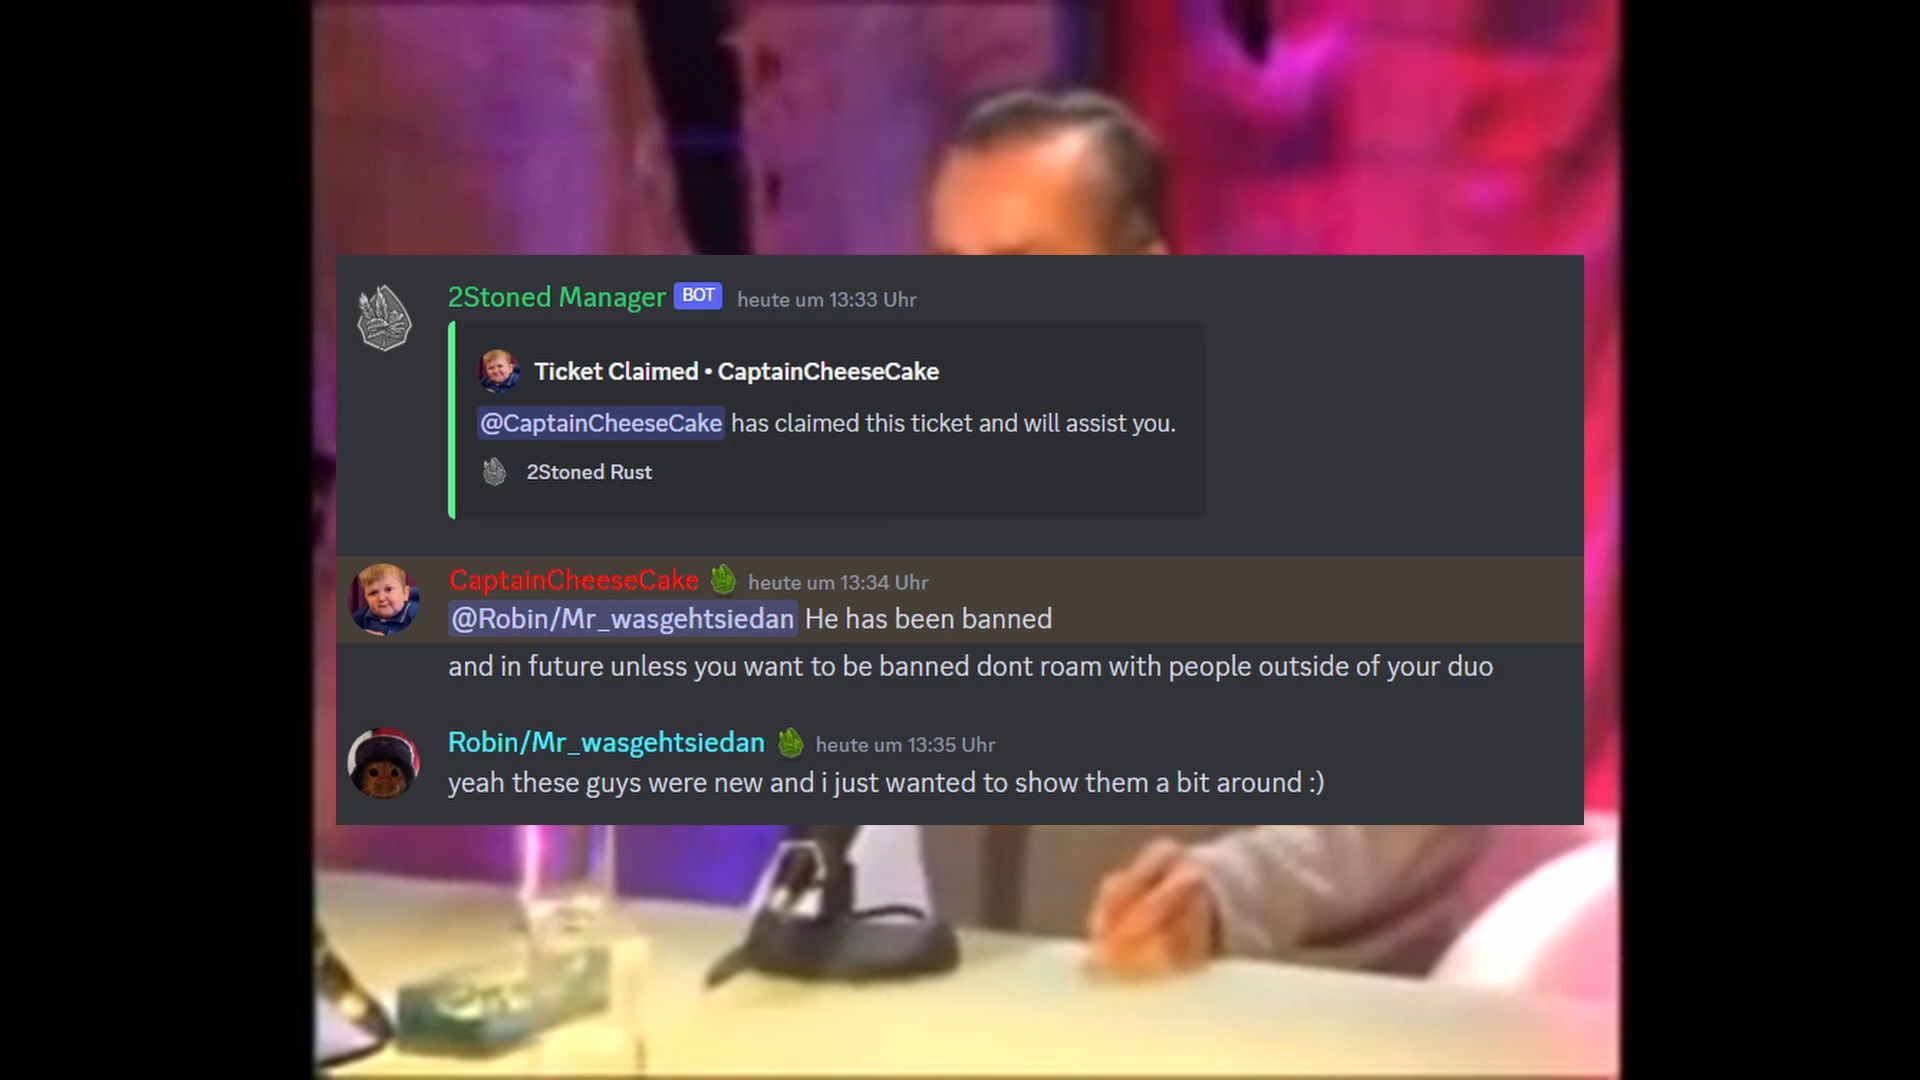 2Stoned Manager BOT heute um 13:33 Uhr
Ticket Claimed • CaptainCheeseCake
@CaptainCheeseCake has claimed this ticket and will assist you.
2Stoned Rust
CaptainCheeseCake heute um 13:34 Uhr
@Robin/Mr_wasgehtsiedan He has been banned
and in future unless you want to be banned dont roam with people outside of your duo
Robin/Mr_wasgehtsiedan heute um 13:35 Uhr
yeah these guys were new and i just wanted to show them a bit around :)